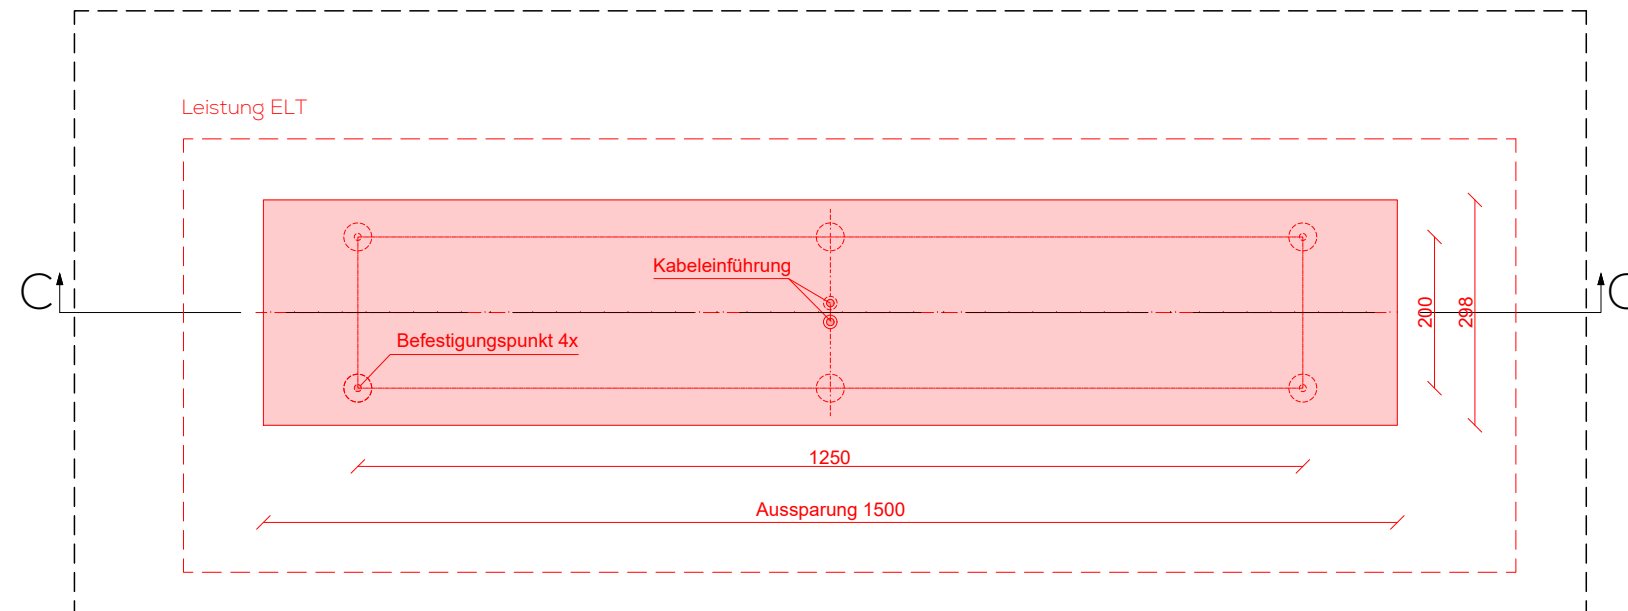 Leistung ELT
Kabeleinführung
C
C
200
298
Befestigungspunkt 4x
1250
Aussparung 1500